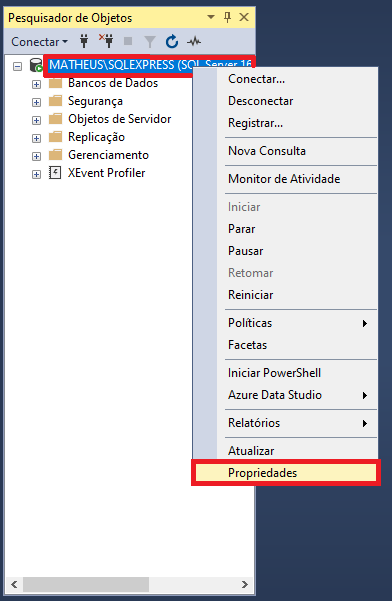 Pesquisador de Objetos
Conectar
MATHEUS\SQLEXPRESS (SQL Server 16
Bancos de Dados
Segurança
Objetos de Servidor
Replicação
Gerenciamento
XEvent Profiler
Conectar...
Desconectar
Registrar...
Nova Consulta
Monitor de Atividade
Iniciar
Parar
Pausar
Retomar
Reiniciar
Políticas
Facetas
Iniciar PowerShell
Azure Data Studio
Relatórios
Atualizar
Propriedades